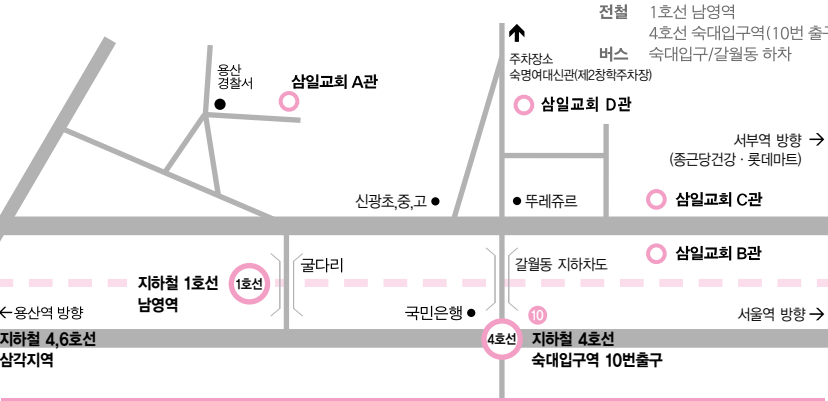 전철 1호선 남영역
4호선 숙대입구역(10번 출구
버스 숙대입구/갈월동 하차
주차장소
숙명여대신관(제2창학주차장)
용산
경찰서
삼일교회 A관
삼일교회 D관
서부역 방향
(종근당건강 · 롯데마트)
신광초,중,고
뚜레쥬르
삼일교회 C관
삼일교회 B관
굴다리
갈월동 지하차도
지하철 1호선
남영역
1호선
용산역 방향
국민은행
10
서울역 방향
지하철 4,6호선
삼각지역
4호선
지하철 4호선
숙대입구역 10번출구